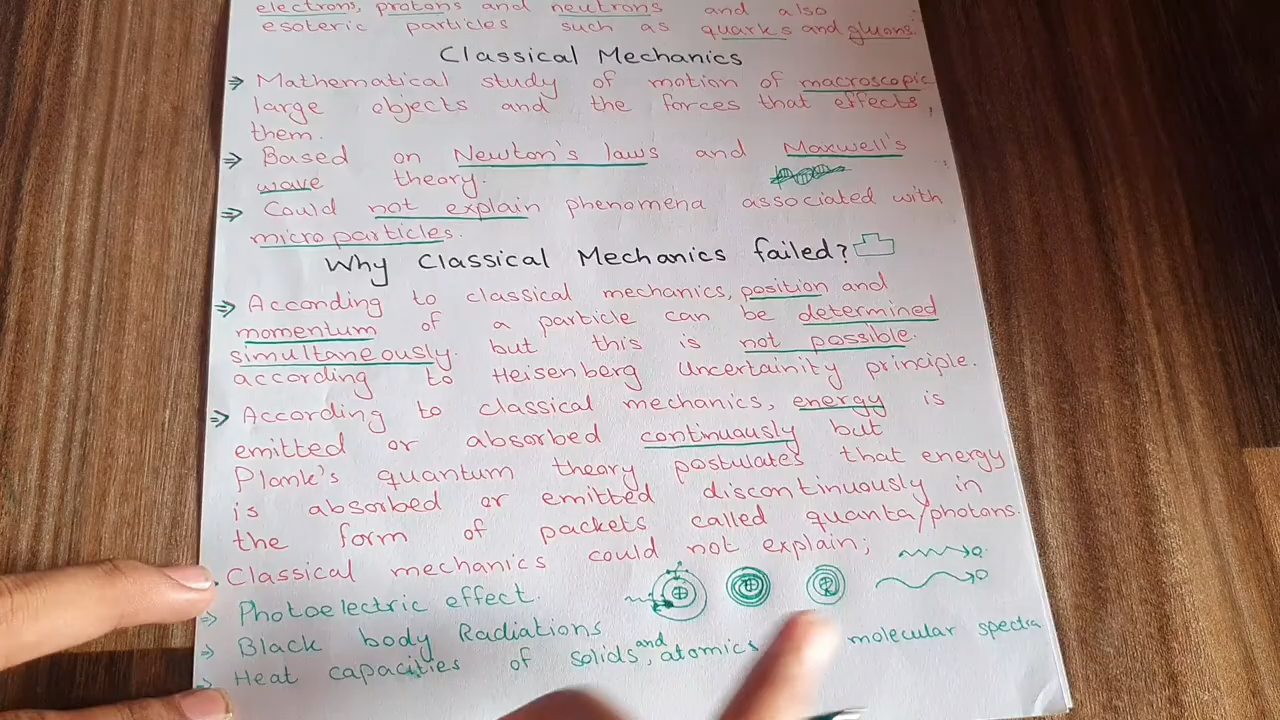 electrons, protons and neutrons and also
esoteric particles such as quarks and gluons.
Classical Mechanics
⇒ Mathematical study of motion of macroscopic
large objects and the forces that effects,
them.
⇒ Based on Newton's laws and Maxwell's
wave theory.
⇒ Could not explain phenomena associated with
microparticles.
Why Classical Mechanics failed?
⇒ According to classical mechanics, position and
momentum of a particle can be determined
simultaneously. but this is not possible.
according to Heisenberg Uncertainity principle.
⇒ According to classical mechanics, energy is
emitted or absorbed continuously but
Plank's quantum theory postulates that energy
is absorbed or emitted discontinuously in
the form of packets called quanta/photons.
Classical mechanics could not explain;
⇒ Photoelectric effect.
⇒ Black body Radiations
⇒ Heat capacities of solids, and atomics molecular spectra